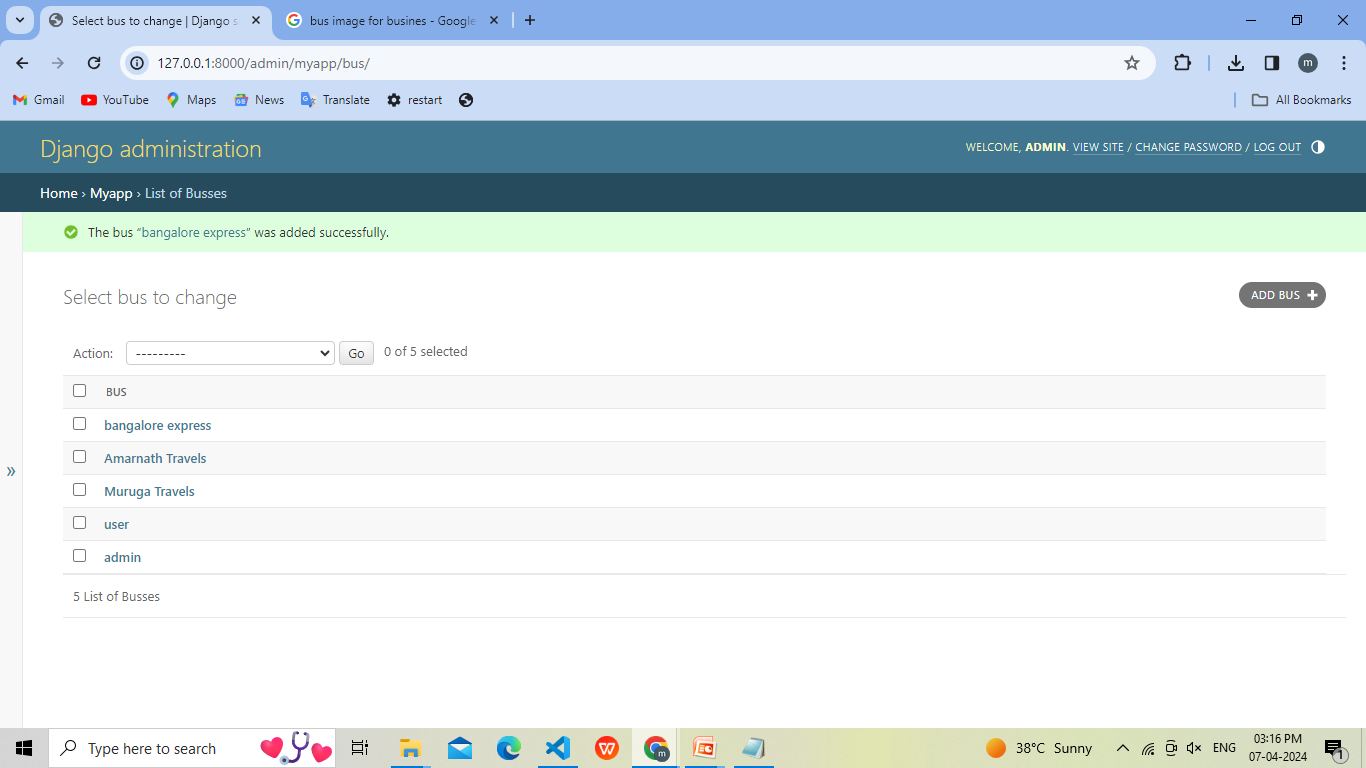 Select bus to change | Django s
bus image for busines - Google
127.0.0.1:8000/admin/myapp/bus/
m
Gmail
YouTube
Maps
News
Translate
restart
All Bookmarks
Django administration
WELCOME, ADMIN. VIEW SITE / CHANGE PASSWORD / LOG OUT
Home › Myapp › List of Busses
The bus “bangalore express” was added successfully.
Select bus to change
ADD BUS
Action: --------- Go 0 of 5 selected
BUS
bangalore express
Amarnath Travels
Muruga Travels
user
admin
5 List of Busses
Type here to search
38°C Sunny
ENG
03:16 PM
07-04-2024
1